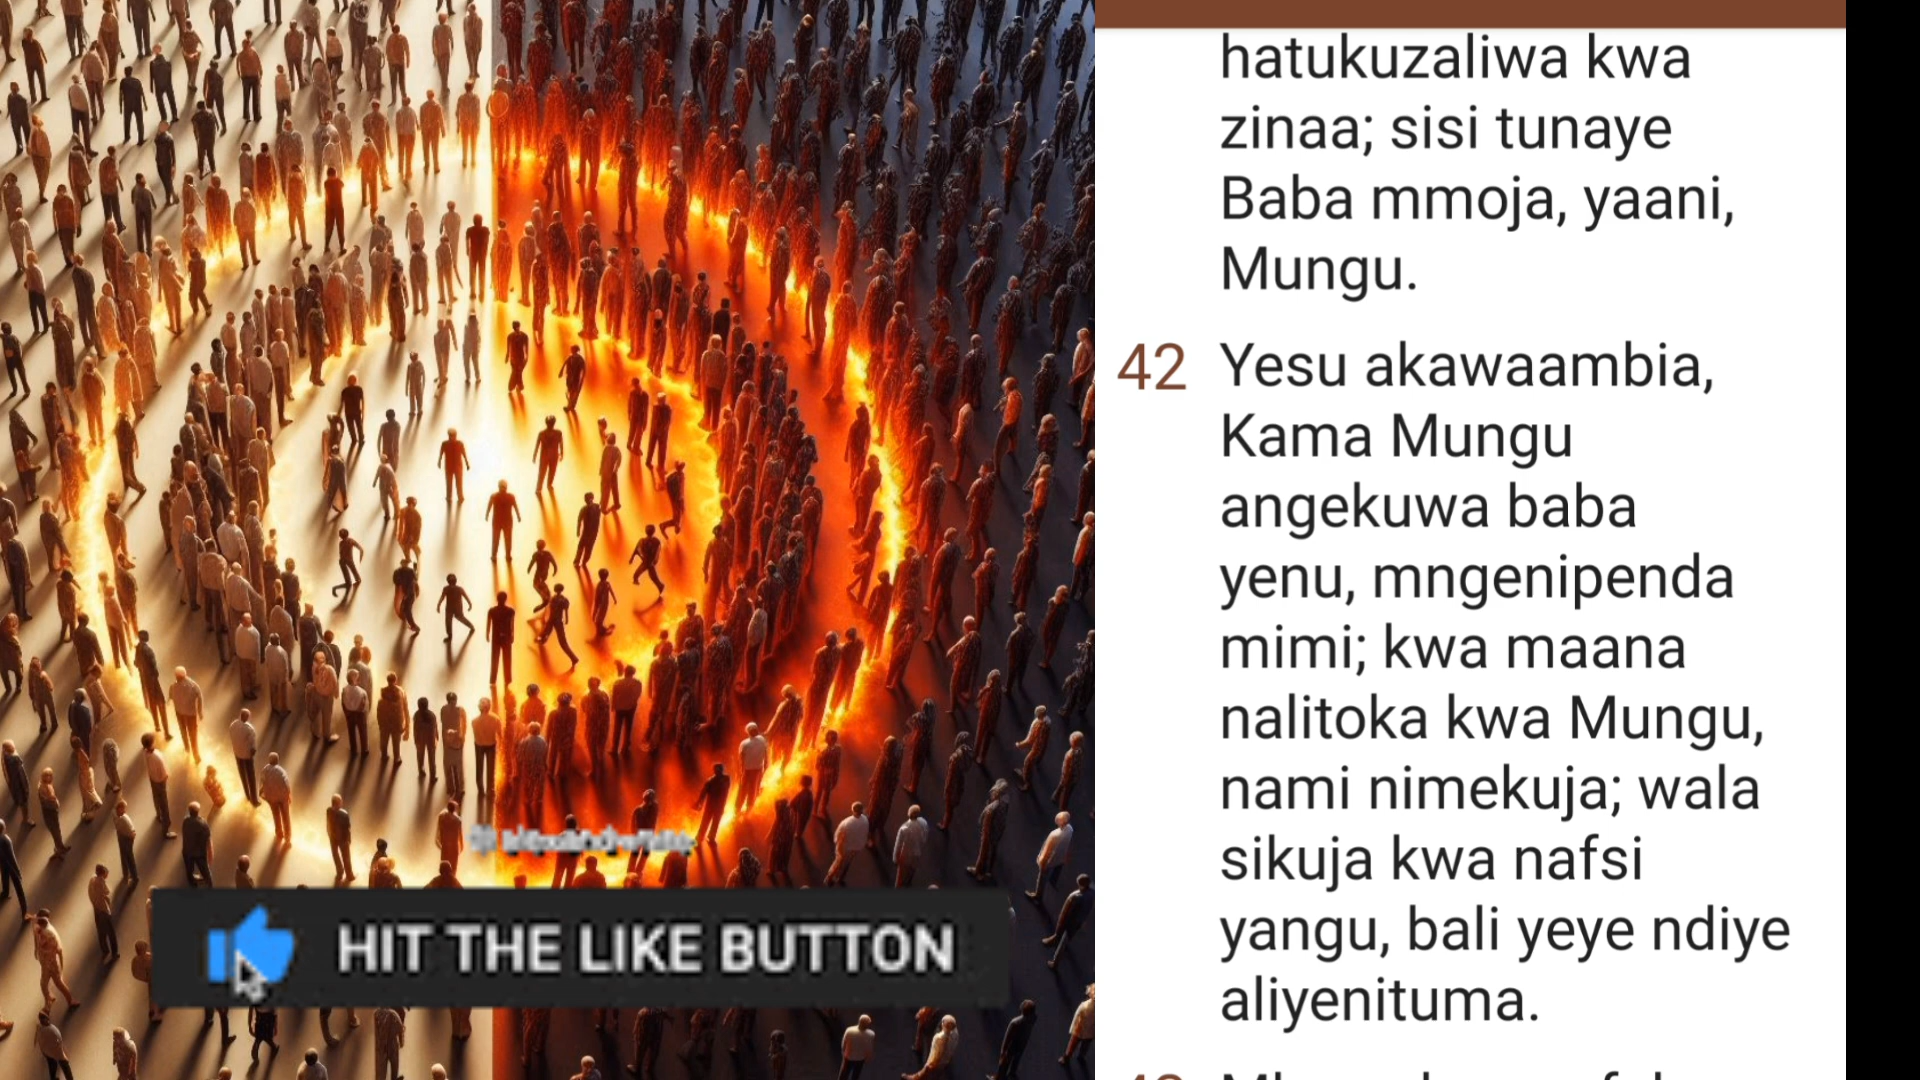 hatukuzaliwa kwa
zinaa; sisi tunaye
Baba mmoja, yaani,
Mungu.
42 Yesu akawaambia,
Kama Mungu
angekuwa baba
yenu, mngenipenda
mimi; kwa maana
nalitoka kwa Mungu,
nami nimekuja; wala
sikuja kwa nafsi
yangu, bali yeye ndiye
aliyenituma.
HIT THE LIKE BUTTON